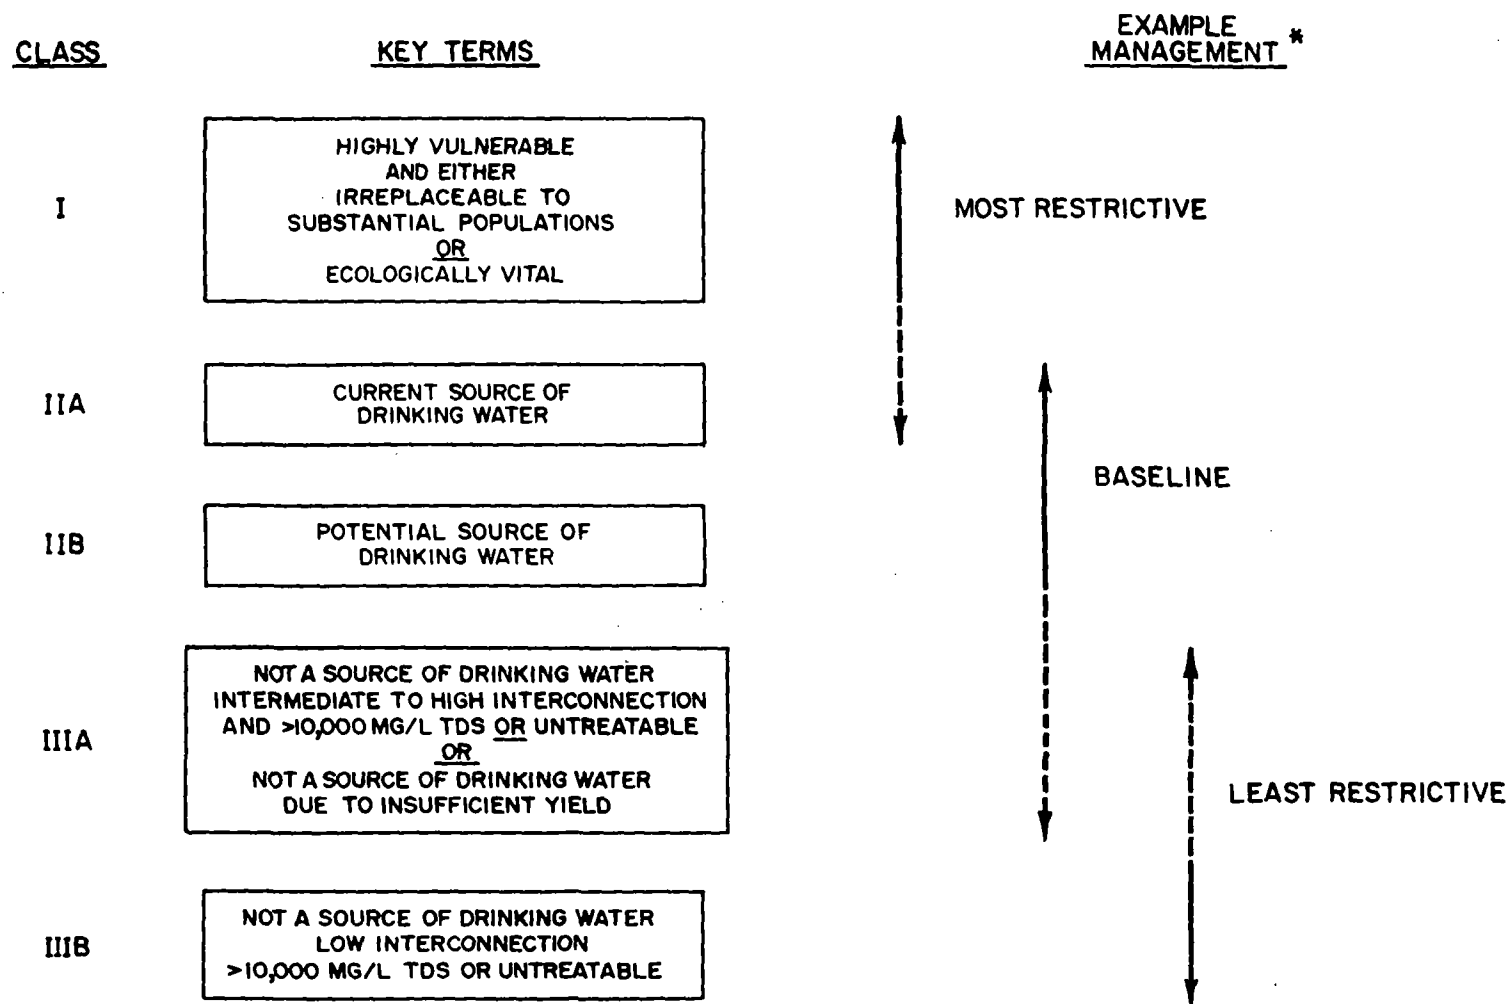 CLASS
KEY TERMS
EXAMPLE
MANAGEMENT *
I
HIGHLY VULNERABLE
AND EITHER
IRREPLACEABLE TO
SUBSTANTIAL POPULATIONS
OR
ECOLOGICALLY VITAL
MOST RESTRICTIVE
IIA
CURRENT SOURCE OF
DRINKING WATER
BASELINE
IIB
POTENTIAL SOURCE OF
DRINKING WATER
IIIA
NOT A SOURCE OF DRINKING WATER
INTERMEDIATE TO HIGH INTERCONNECTION
AND >10,000 MG/L TDS OR UNTREATABLE
OR
NOT A SOURCE OF DRINKING WATER
DUE TO INSUFFICIENT YIELD
LEAST RESTRICTIVE
IIIB
NOT A SOURCE OF DRINKING WATER
LOW INTERCONNECTION
>10,000 MG/L TDS OR UNTREATABLE